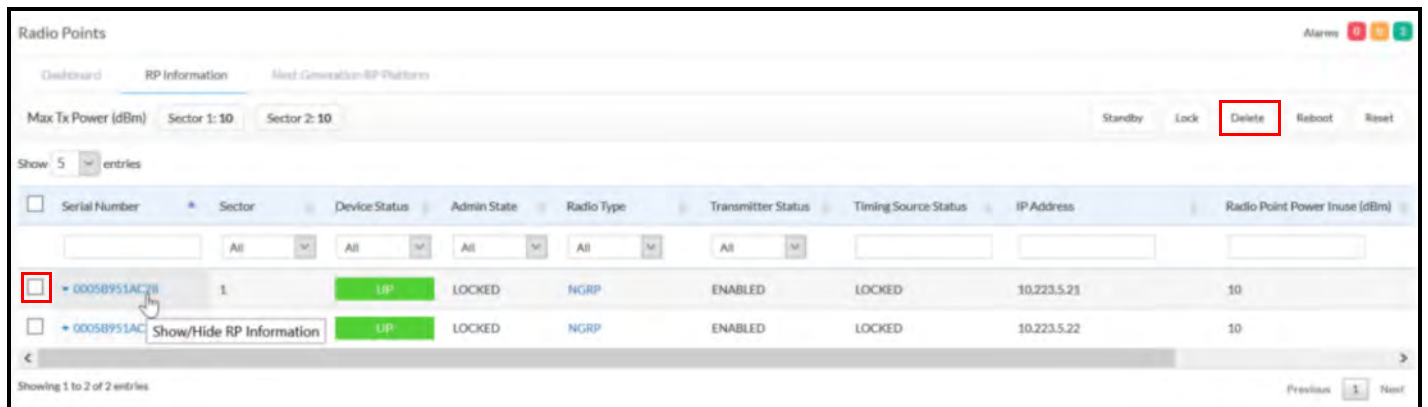 Radio Points
Alarms
Dashboard RP Information Next Generation RP Platform
Max Tx Power (dBm) Sector 1: 10 Sector 2: 10 Standby Lock Delete Reboot Reset
Show 5 entries
Serial Number Sector Device Status Admin State Radio Type Transmitter Status Timing Source Status IP Address Radio Point Power Inuse (dBm)
All All All All All
00058951AC28 1 UP LOCKED NGRP ENABLED LOCKED 10.223.5.21 10
00058951AC UP LOCKED NGRP ENABLED LOCKED 10.223.5.22 10
Show/Hide RP Information
Showing 1 to 2 of 2 entries
Previous 1 Next